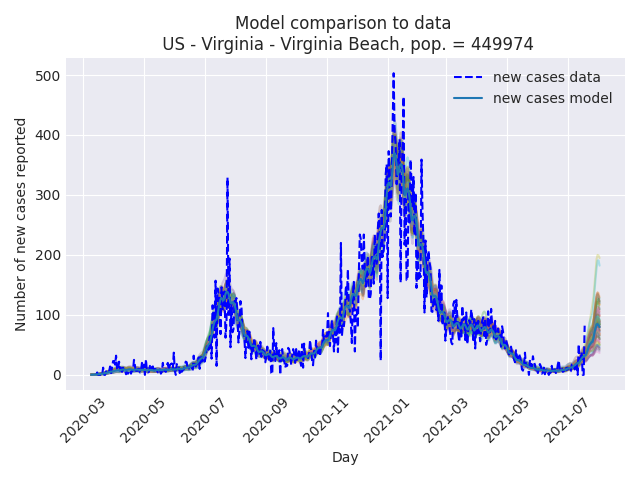 Model comparison to data
US - Virginia - Virginia Beach, pop. = 449974
new cases data
new cases model
Number of new cases reported
500
400
300
200
100
0
2020-03
2020-05
2020-07
2020-09
2020-11
2021-01
2021-03
2021-05
2021-07
Day